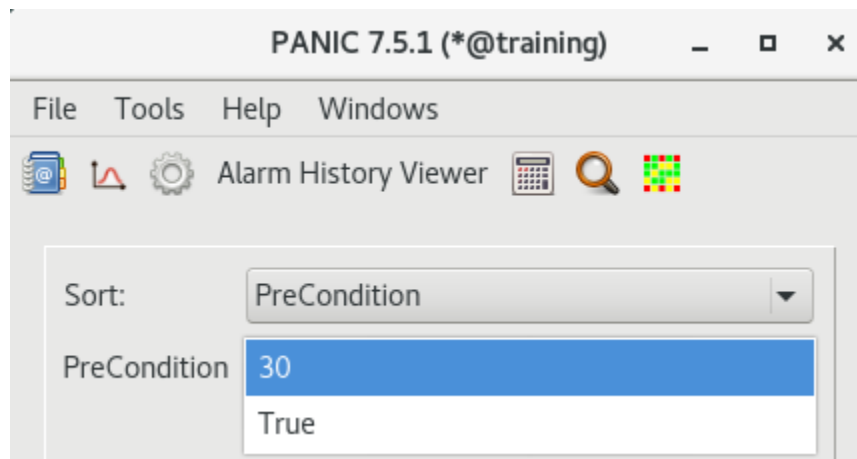 PANIC 7.5.1 (*@training)
File Tools Help Windows
Alarm History Viewer
Sort: PreCondition
PreCondition 30
True